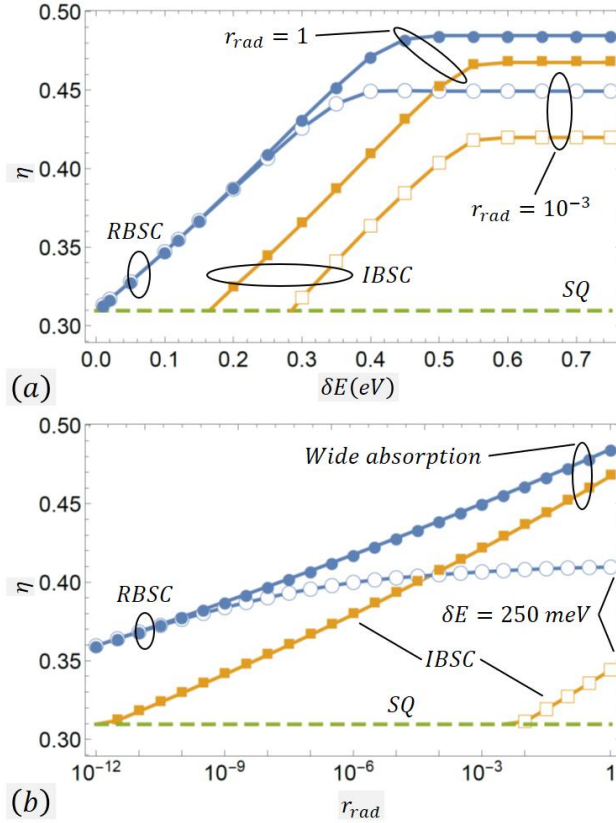 0.50
r_rad = 1
0.45
η
0.40
r_rad = 10⁻³
RBSC
0.35
IBSC
SQ
0.30
0.0 0.1 0.2 0.3 0.4 0.5 0.6 0.7
(a) δE(eV)
0.50
Wide absorption
0.45
η
0.40
RBSC
δE = 250 meV
0.35
IBSC
SQ
0.30
10⁻¹² 10⁻⁹ 10⁻⁶ 10⁻³ 1
(b) r_rad